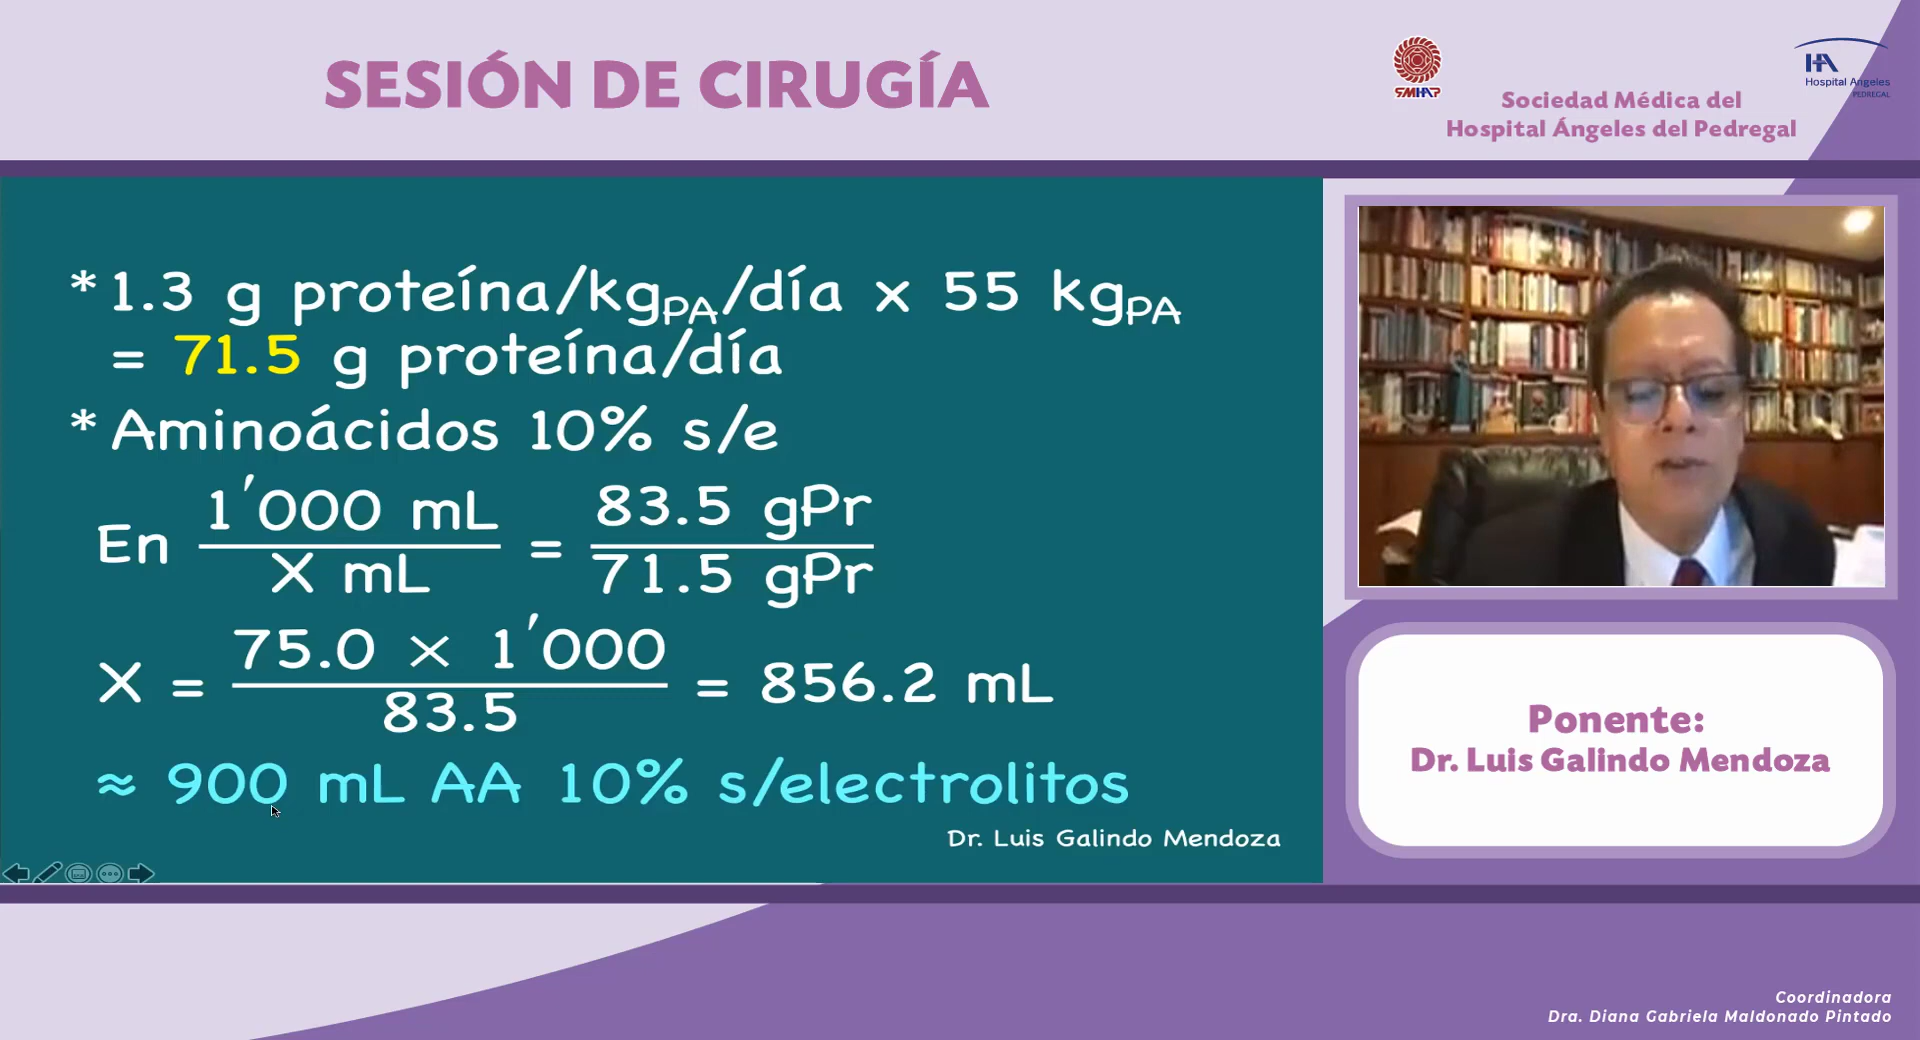 SESIÓN DE CIRUGÍA
SMHAP
Sociedad Médica del
Hospital Ángeles del Pedregal
HA
Hospital Angeles
PEDREGAL
* 1.3 g proteína/kgPA/día x 55 kgPA
= 71.5 g proteína/día
* Aminoácidos 10% s/e
En 1'000 mL / X mL = 83.5 gPr / 71.5 gPr
X = 75.0 × 1'000 / 83.5 = 856.2 mL
≈ 900 mL AA 10% s/electrolitos
Dr. Luis Galindo Mendoza
Ponente:
Dr. Luis Galindo Mendoza
Coordinadora
Dra. Diana Gabriela Maldonado Pintado